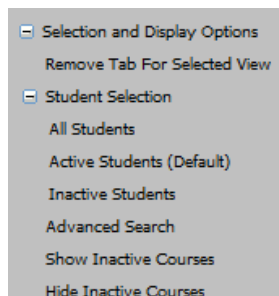 Selection and Display Options
Remove Tab For Selected View
Student Selection
All Students
Active Students (Default)
Inactive Students
Advanced Search
Show Inactive Courses
Hide Inactive Courses